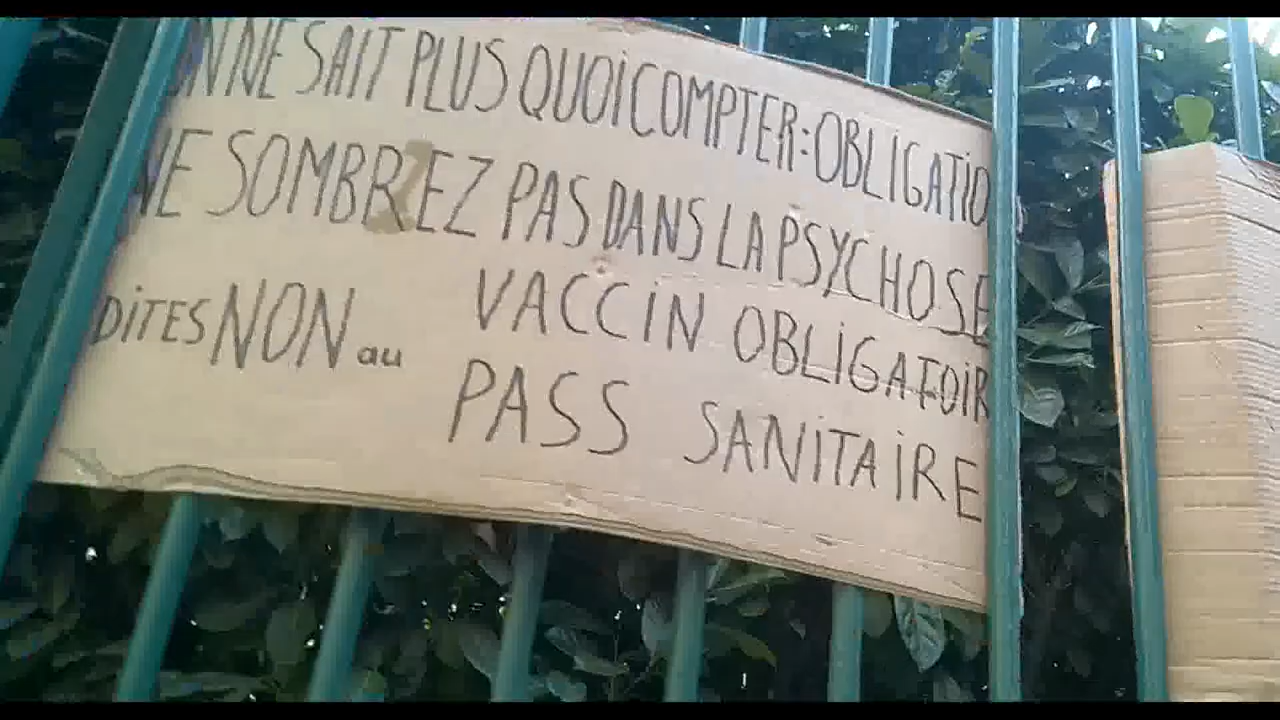 ON NE SAIT PLUS QUOI COMPTER: OBLIGATIO
NE SOMBREZ PAS DANS LA PSYCHOSE
DITES NON au VACCIN OBLIGATOIR
PASS SANITAIRE